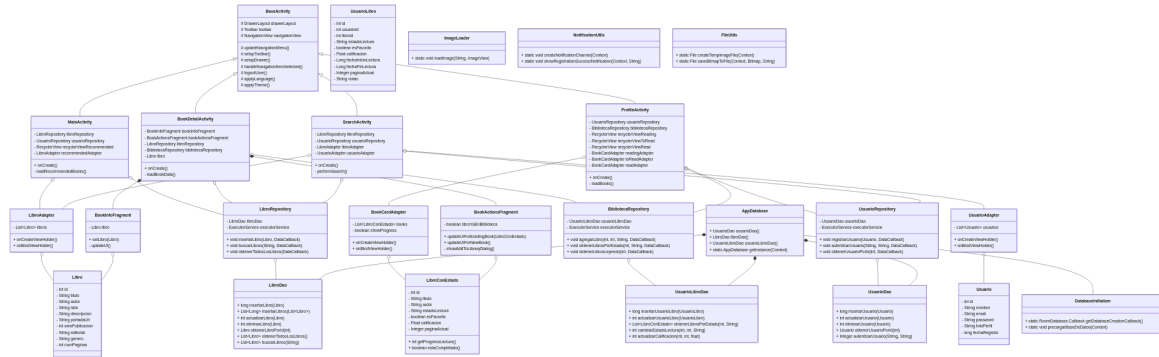 BaseActivity
# DrawerLayout drawerLayout
# Toolbar toolbar
# NavigationView navigationView
# updateNavigationMenu()
# setupToolbar()
# setupDrawer()
# handleNavigationItemSelected()
# logoutUser()
# applyLanguage()
# applyTheme()
UsuarioLibro
- int id
- int usuarioId
- int libroId
- String estadoLectura
- boolean esFavorito
- Float calificacion
- Long fechaInicioLectura
- Long fechaFinLectura
- Integer paginaActual
- String notas
ImageLoader
+ static void loadImage(String, ImageView)
NotificationUtils
+ static void createNotificationChannel(Context)
+ static void showRegistrationSuccessNotification(Context, String)
FileUtils
+ static File createTempImageFile(Context)
+ static File saveBitmapToFile(Context, Bitmap, String)
MainActivity
- LibroRepository libroRepository
- UsuarioRepository usuarioRepository
- RecyclerView recyclerViewRecommended
- LibroAdapter recommendedAdapter
+ onCreate()
- loadRecommendedBooks()
BookDetailActivity
- BookInfoFragment bookInfoFragment
- BookActionsFragment bookActionsFragment
- LibroRepository libroRepository
- BibliotecaRepository bibliotecaRepository
- Libro libro
+ onCreate()
- loadBookData()
SearchActivity
- LibroRepository libroRepository
- UsuarioRepository usuarioRepository
- LibroAdapter libroAdapter
- UsuarioAdapter usuarioAdapter
+ onCreate()
- performSearch()
ProfileActivity
- UsuarioRepository usuarioRepository
- BibliotecaRepository bibliotecaRepository
- RecyclerView recyclerViewReading
- RecyclerView recyclerViewToRead
- RecyclerView recyclerViewRead
- BookCardAdapter readingAdapter
- BookCardAdapter toReadAdapter
- BookCardAdapter readAdapter
+ onCreate()
- loadBooks()
LibroAdapter
- List<Libro> libros
+ onCreateViewHolder()
+ onBindViewHolder()
BookInfoFragment
- Libro libro
+ setLibro(Libro)
- updateUI()
LibroRepository
- LibroDao libroDao
- ExecutorService executorService
+ void insertarLibro(Libro, DataCallback)
+ void buscarLibros(String, DataCallback)
+ void obtenerTodosLosLibros(DataCallback)
BookCardAdapter
- List<LibroConEstado> books
- boolean showProgress
+ onCreateViewHolder()
+ onBindViewHolder()
BookActionsFragment
- boolean libroYaEnBiblioteca
+ updateUIForExistingBook(LibroConEstado)
+ updateUIForNewBook()
- showAddToLibraryDialog()
BibliotecaRepository
- UsuarioLibroDao usuarioLibroDao
- ExecutorService executorService
+ void agregarLibro(int, int, String, DataCallback)
+ void obtenerLibrosPorEstado(int, String, DataCallback)
+ void obtenerLibrosLeyendo(int, DataCallback)
AppDatabase
+ UsuarioDao usuarioDao()
+ LibroDao libroDao()
+ UsuarioLibroDao usuarioLibroDao()
+ static AppDatabase getInstance(Context)
UsuarioRepository
- UsuarioDao usuarioDao
- ExecutorService executorService
+ void registrarUsuario(Usuario, DataCallback)
+ void autenticarUsuario(String, String, DataCallback)
+ void obtenerUsuarioPorId(int, DataCallback)
UsuarioAdapter
- List<Usuario> usuarios
+ onCreateViewHolder()
+ onBindViewHolder()
Libro
- int id
- String titulo
- String autor
- String isbn
- String descripcion
- String portadaUrl
- int anioPublicacion
- String editorial
- String genero
- int numPaginas
LibroDao
+ long insertarLibro(Libro)
+ List<Long> insertarLibros(List<Libro>)
+ int actualizarLibro(Libro)
+ int eliminarLibro(Libro)
+ Libro obtenerLibroPorId(int)
+ List<Libro> obtenerTodosLosLibros()
+ List<Libro> buscarLibros(String)
LibroConEstado
- int id
- String titulo
- String autor
- String estadoLectura
- boolean esFavorito
- Float calificacion
- Integer paginaActual
+ int getProgresoLectura()
+ boolean estaCompletado()
UsuarioLibroDao
+ long insertarUsuarioLibro(UsuarioLibro)
+ int actualizarUsuarioLibro(UsuarioLibro)
+ List<LibroConEstado> obtenerLibrosPorEstado(int, String)
+ int contarLibrosLectura(int, String)
+ int actualizarCalificacion(int, int, float)
UsuarioDao
+ long insertarUsuario(Usuario)
+ int actualizarUsuario(Usuario)
+ int eliminarUsuario(Usuario)
+ Usuario obtenerUsuarioPorId(int)
+ Integer autenticarUsuario(String, String)
Usuario
- int id
- String nombre
- String email
- String password
- String fotoPerfil
- long fechaRegistro
DatabaseInitializer
+ static RoomDatabase.Callback getDatabaseCreationCallback()
+ static void precargarBaseDeDatos(Context)